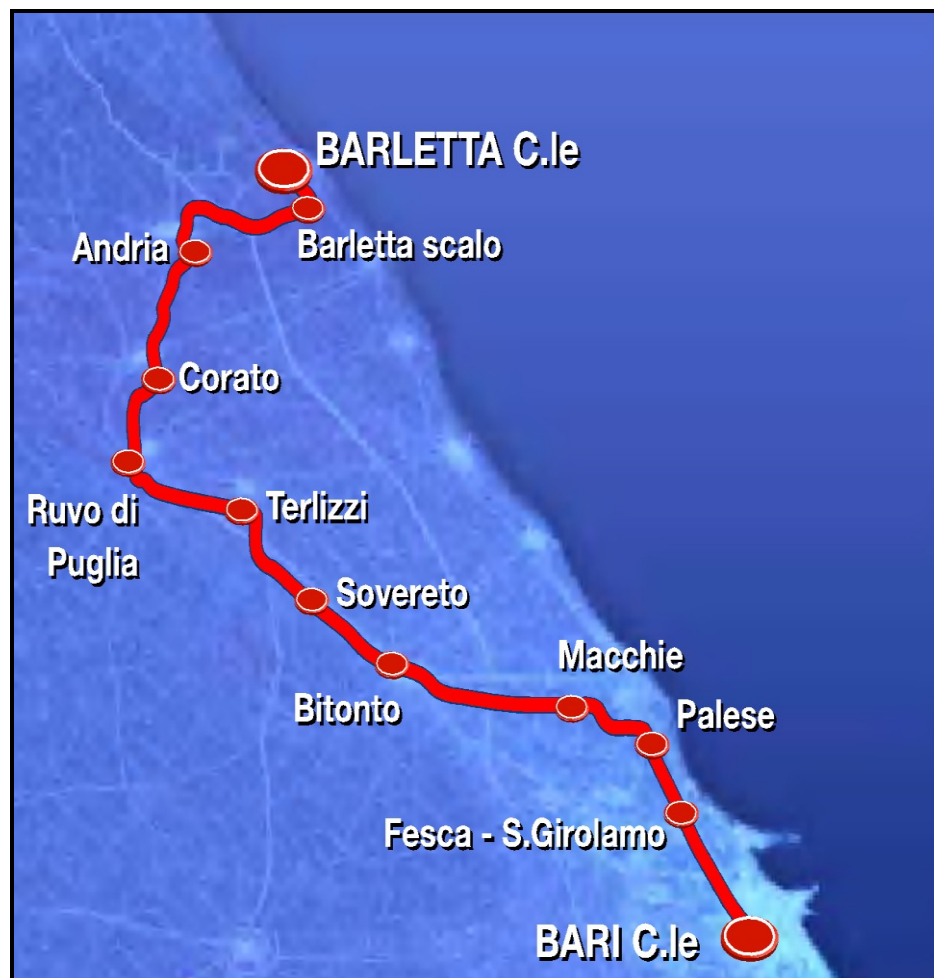 BARLETTA C.le
Barletta scalo
Andria
Corato
Ruvo di
Puglia
Terlizzi
Sovereto
Bitonto
Macchie
Palese
Fesca - S.Girolamo
BARI C.le